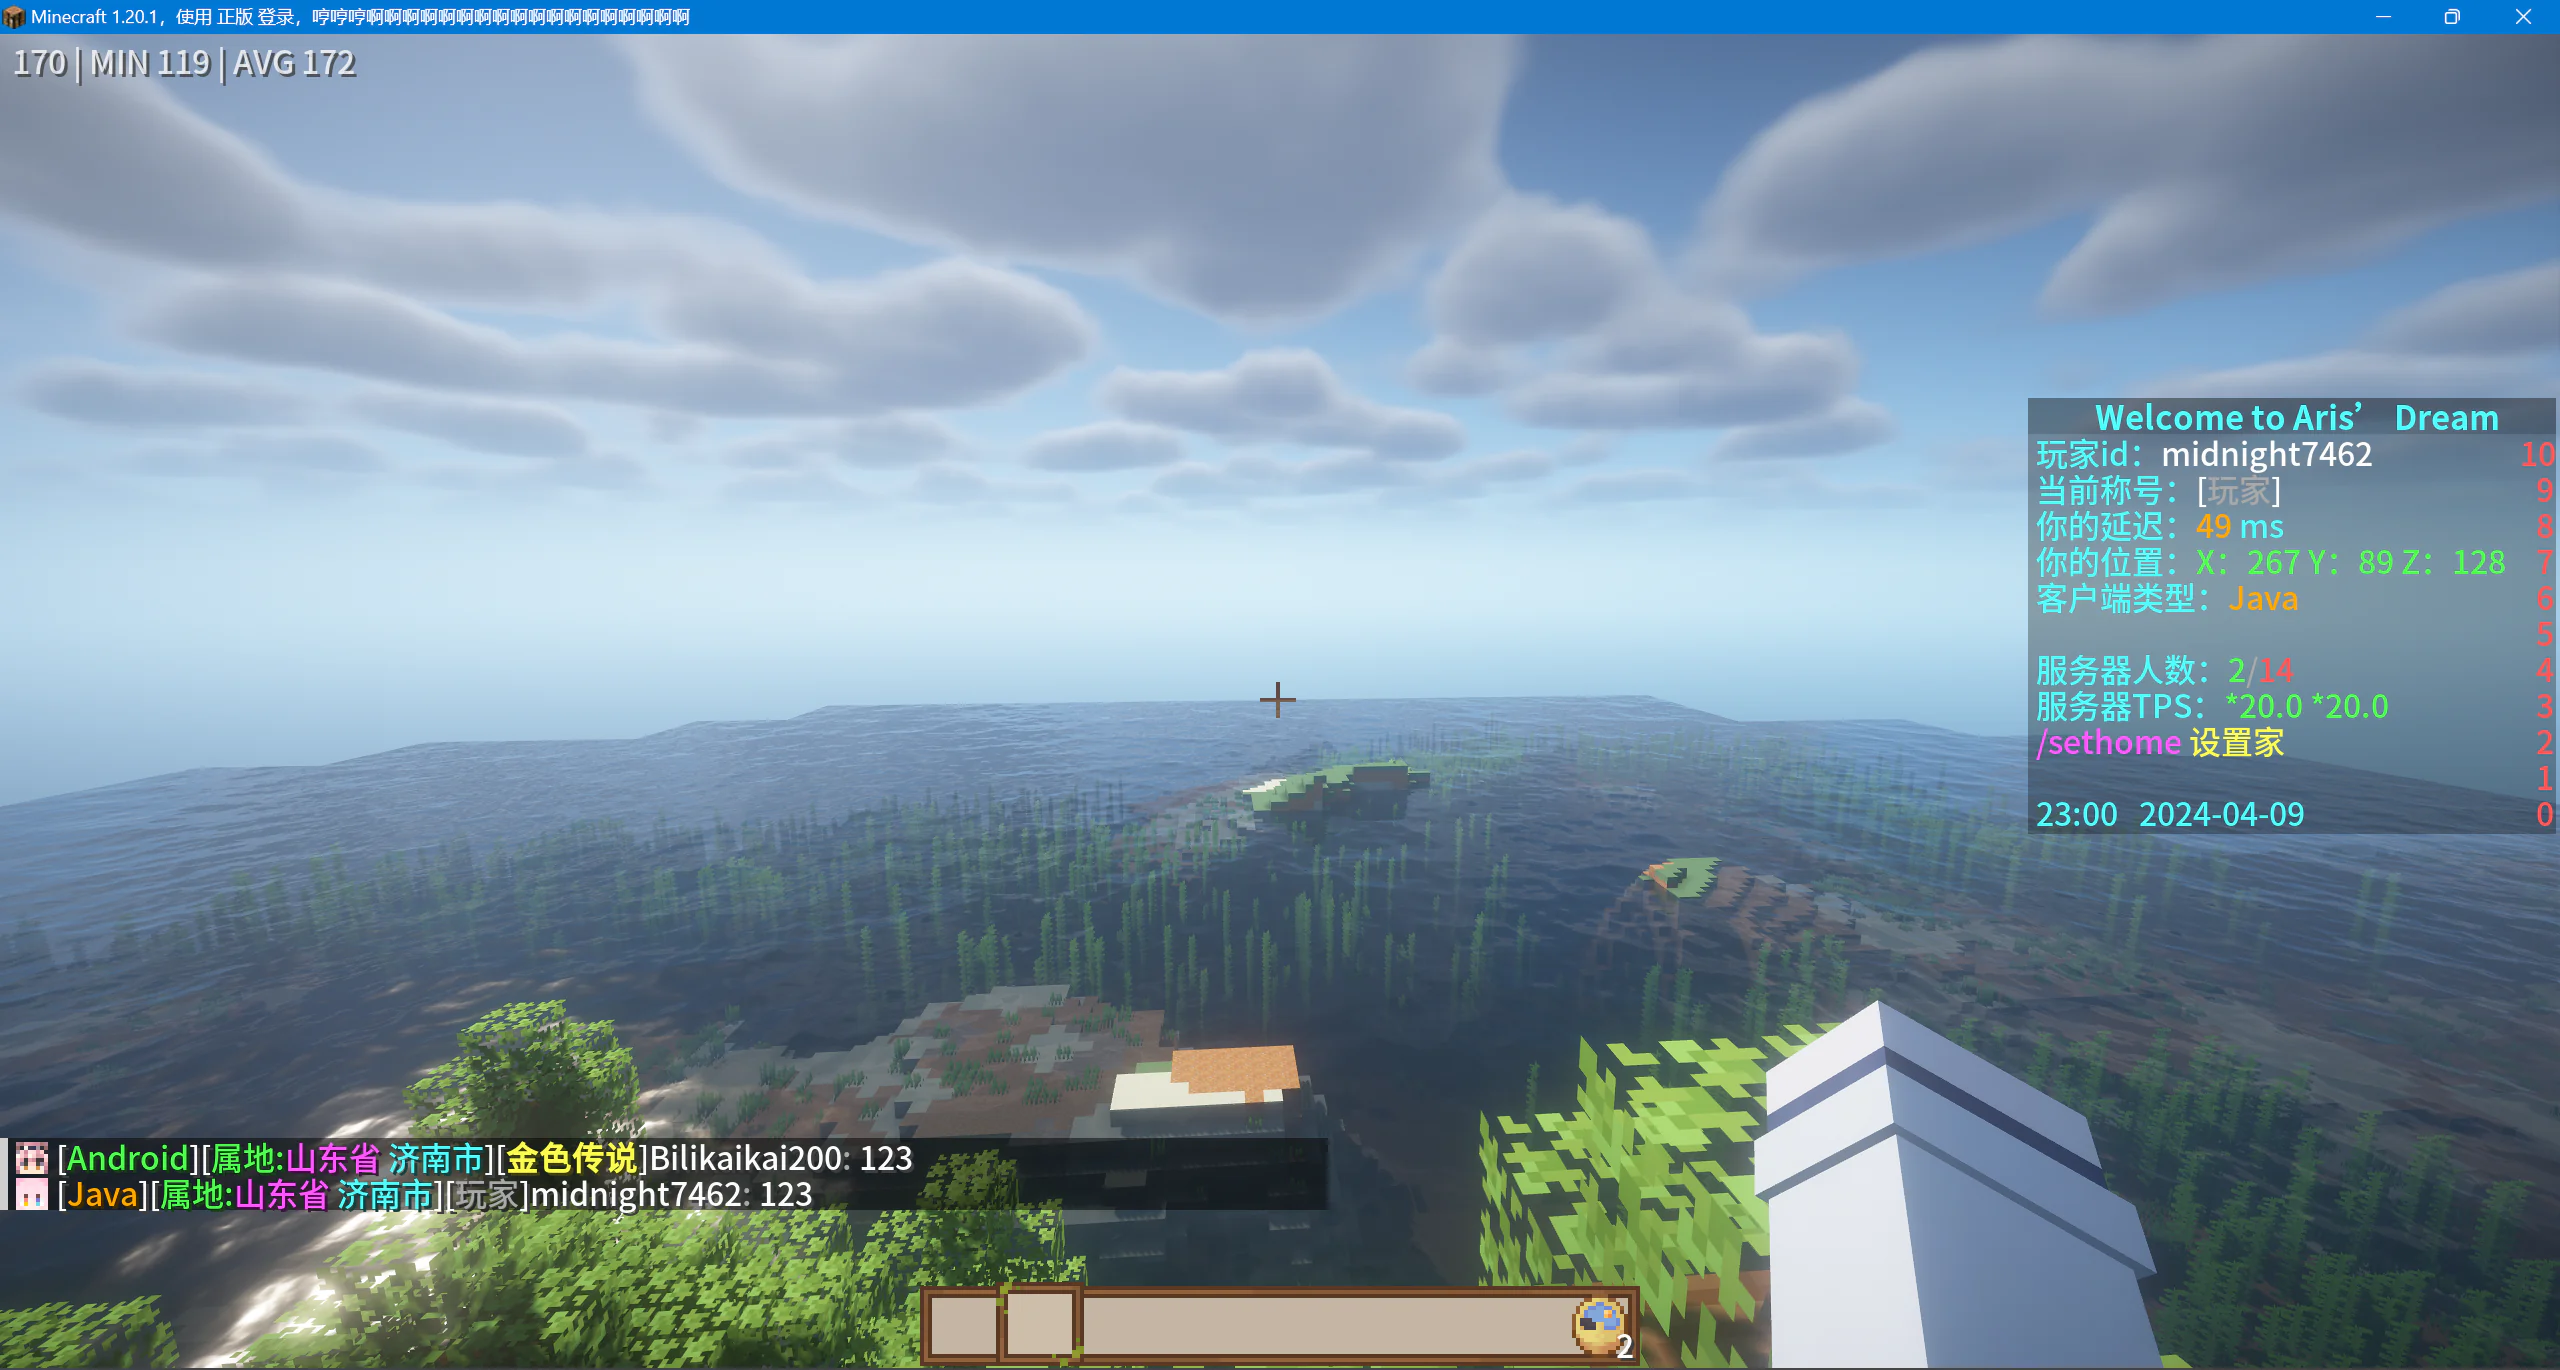 Minecraft 1.20.1，使用 正版 登录，哼哼哼啊啊啊啊啊啊啊啊啊啊啊啊啊啊啊啊啊啊
170 | MIN 119 | AVG 172
Welcome to Aris’ Dream
玩家id：midnight7462 10
当前称号：[玩家] 9
你的延迟：49 ms 8
你的位置：X：267 Y：89 Z：128 7
客户端类型：Java 6
5
服务器人数：2/14 4
服务器TPS：*20.0 *20.0 3
/sethome 设置家 2
1
23:00 2024-04-09 0
[Android][属地:山东省 济南市][金色传说]Bilikaikai200: 123
[Java][属地:山东省 济南市][玩家]midnight7462: 123
2